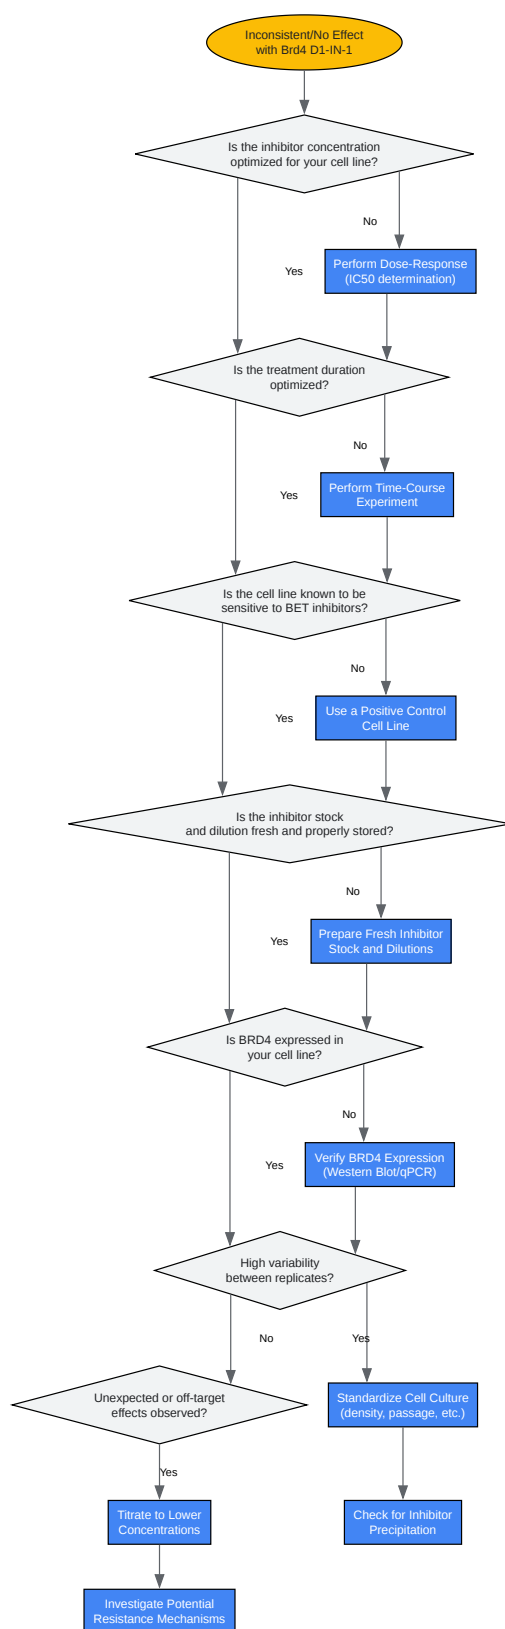 Inconsistent/No Effect
with Brd4 D1-IN-1
Is the inhibitor concentration
optimized for your cell line?
No
Yes
Perform Dose-Response
(IC50 determination)
Is the treatment duration
optimized?
No
Yes
Perform Time-Course
Experiment
Is the cell line known to be
sensitive to BET inhibitors?
No
Yes
Use a Positive Control
Cell Line
Is the inhibitor stock
and dilution fresh and properly stored?
No
Yes
Prepare Fresh Inhibitor
Stock and Dilutions
Is BRD4 expressed in
your cell line?
No
Yes
Verify BRD4 Expression
(Western Blot/qPCR)
High variability
between replicates?
No
Yes
Unexpected or off-target
effects observed?
Standardize Cell Culture
(density, passage, etc.)
Yes
Titrate to Lower
Concentrations
Check for Inhibitor
Precipitation
Investigate Potential
Resistance Mechanisms